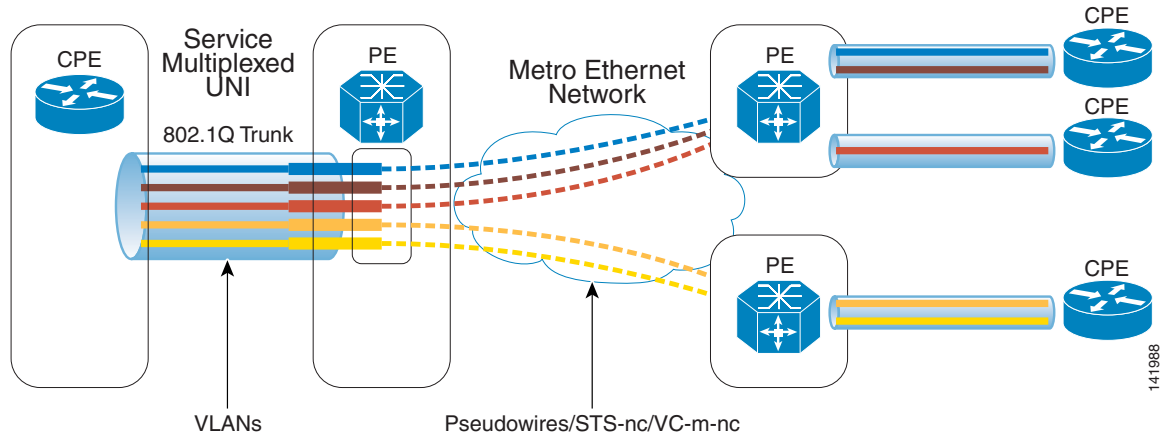 CPE
Service
Multiplexed
UNI
802.1Q Trunk
PE
Metro Ethernet
Network
PE
CPE
CPE
PE
CPE
VLANs
Pseudowires/STS-nc/VC-m-nc
141988